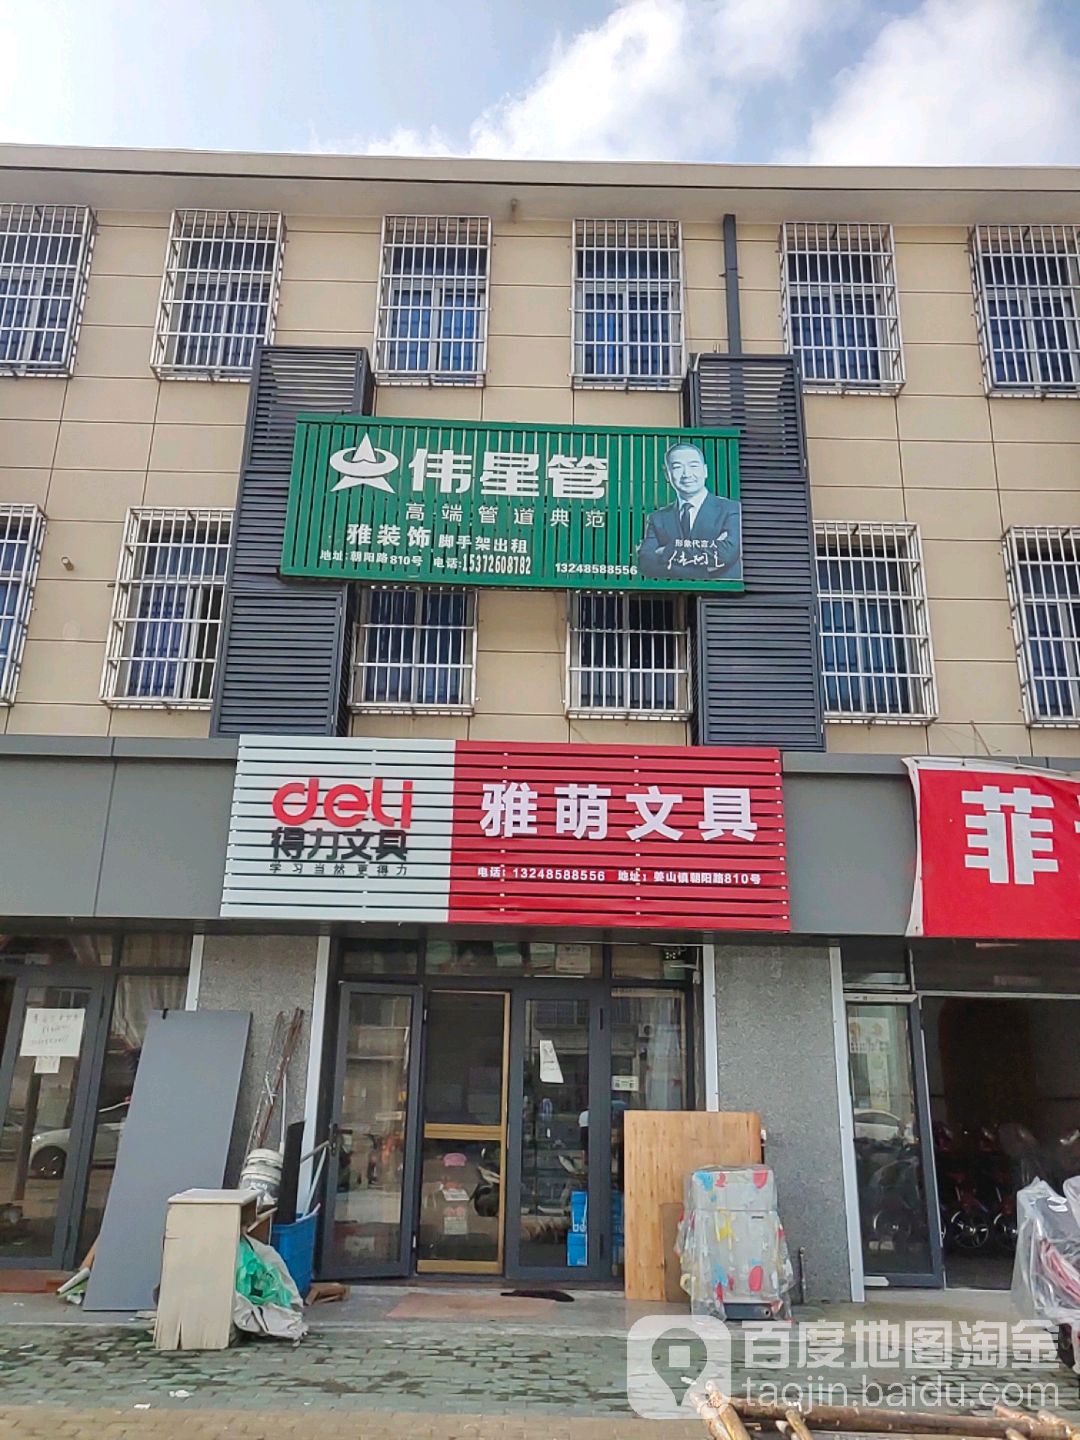 伟星管
高端管道典范
雅装饰 脚手架出租
地址:朝阳路810号 电话:15372608782 13248588556
形象代言人
deli
得力文具
学习当然更得力
雅萌文具
电话：13248588556 地址：姜山镇朝阳路810号
菲
百度地图淘金
taojin.baidu.com